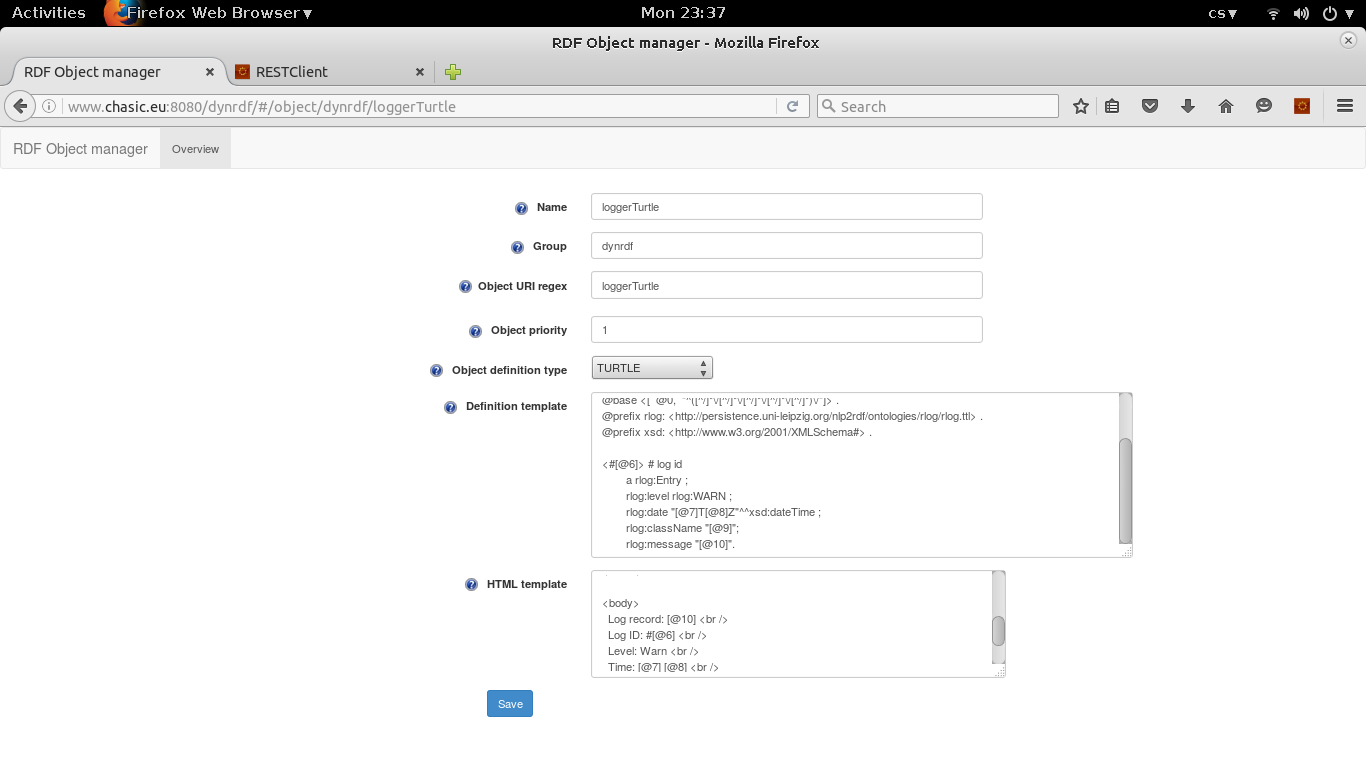 Activities Firefox Web Browser ▾ Mon 23:37 cs ▾
RDF Object manager - Mozilla Firefox
RDF Object manager RESTClient
www.chasic.eu:8080/dynrdf/#/object/dynrdf/loggerTurtle Search
RDF Object manager Overview
Name loggerTurtle
Group dynrdf
Object URI regex loggerTurtle
Object priority 1
Object definition type TURTLE
Definition template
@prefix rlog: <http://persistence.uni-leipzig.org/nlp2rdf/ontologies/rlog/rlog.ttl> .
@prefix xsd: <http://www.w3.org/2001/XMLSchema#> .
<#[@6]> # log id
a rlog:Entry ;
rlog:level rlog:WARN ;
rlog:date "[@7]T[@8]Z"^^xsd:dateTime ;
rlog:className "[@9]";
rlog:message "[@10]".
HTML template
<body>
Log record: [@10] <br />
Log ID: #[@6] <br />
Level: Warn <br />
Time: [@7] [@8] <br />
Save